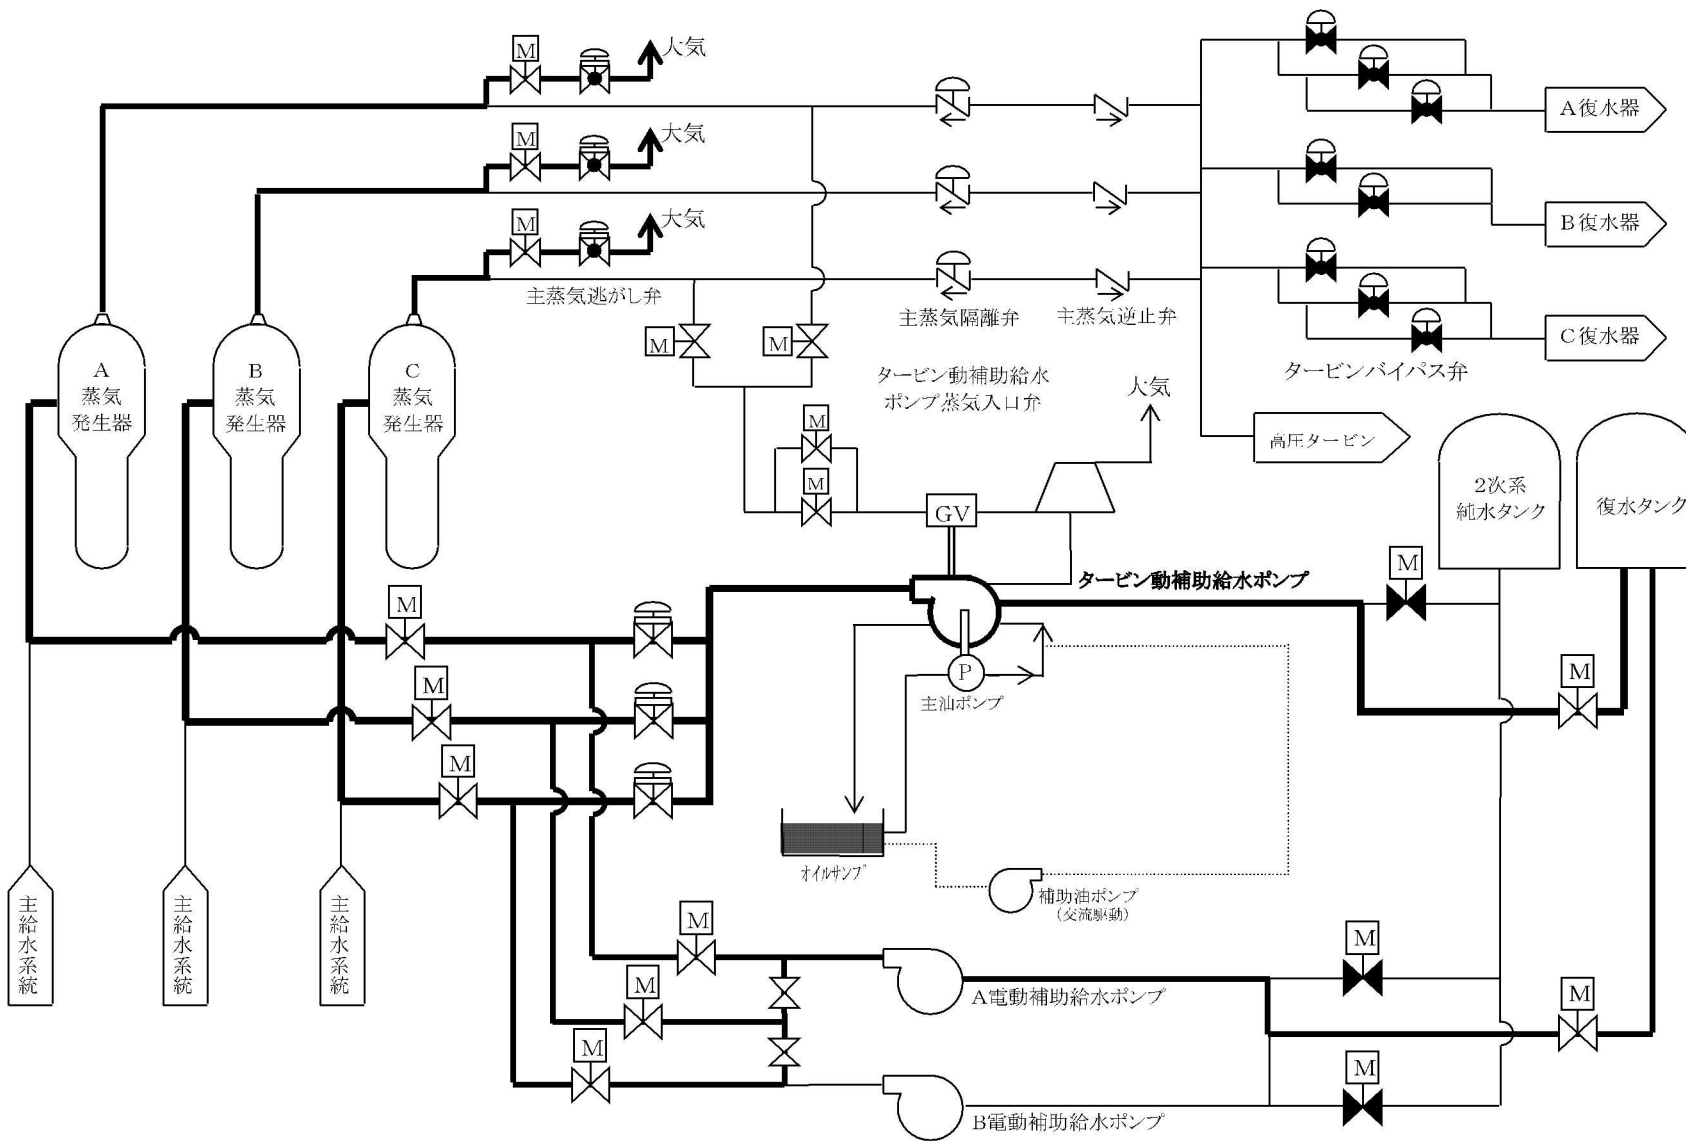 M
大気
M
大気
M
大気
主蒸気逃がし弁
主蒸気隔離弁
主蒸気逆止弁
A復水器
B復水器
C復水器
タービンバイパス弁
高圧タービン
A
蒸気
発生器
B
蒸気
発生器
C
蒸気
発生器
M
M
タービン動補助給水
ポンプ蒸気入口弁
大気
M
M
GV
2次系
純水タンク
復水タンク
タービン動補助給水ポンプ
M
M
M
M
M
P
主油ポンプ
オイルサンプ
補助油ポンプ
(交流駆動)
主給水系統
主給水系統
主給水系統
M
M
M
A電動補助給水ポンプ
B電動補助給水ポンプ
M
M
M